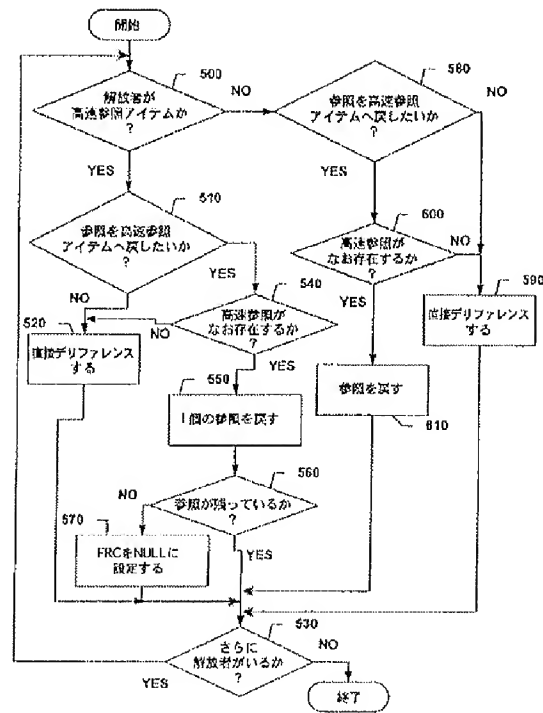 開始
500
解放者が
高速参照アイテムか
?
NO
580
参照を高速参照
アイテムへ戻したいか
?
NO
YES
YES
510
参照を高速参照
アイテムへ戻したいか
?
YES
NO
600
高速参照が
なお存在するか
?
NO
YES
590
直接デリファレンス
する
540
高速参照が
なお存在するか
?
NO
YES
520
直接デリファレンス
する
550
1個の参照を戻す
参照を戻す
610
560
参照が残っているか
?
NO
YES
570
FRCをNULLに
設定する
530
さらに
解放者がいるか
?
NO
YES
終了